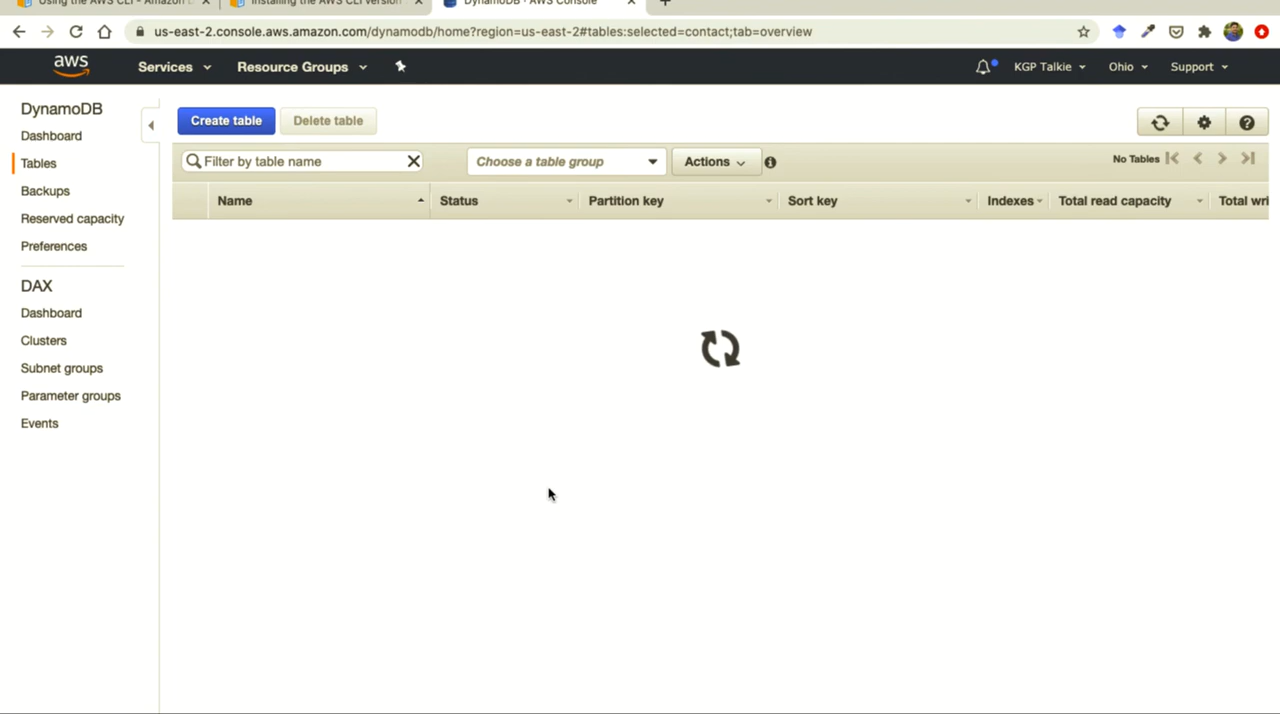 Using the AWS CLI - Amazon
Installing the AWS CLI version
DynamoDB · AWS Console
us-east-2.console.aws.amazon.com/dynamodb/home?region=us-east-2#tables:selected=contact;tab=overview
aws Services Resource Groups KGP Talkie Ohio Support
DynamoDB
Dashboard
Tables
Backups
Reserved capacity
Preferences
DAX
Dashboard
Clusters
Subnet groups
Parameter groups
Events
Create table Delete table
Filter by table name Choose a table group Actions No Tables
Name Status Partition key Sort key Indexes Total read capacity Total wri